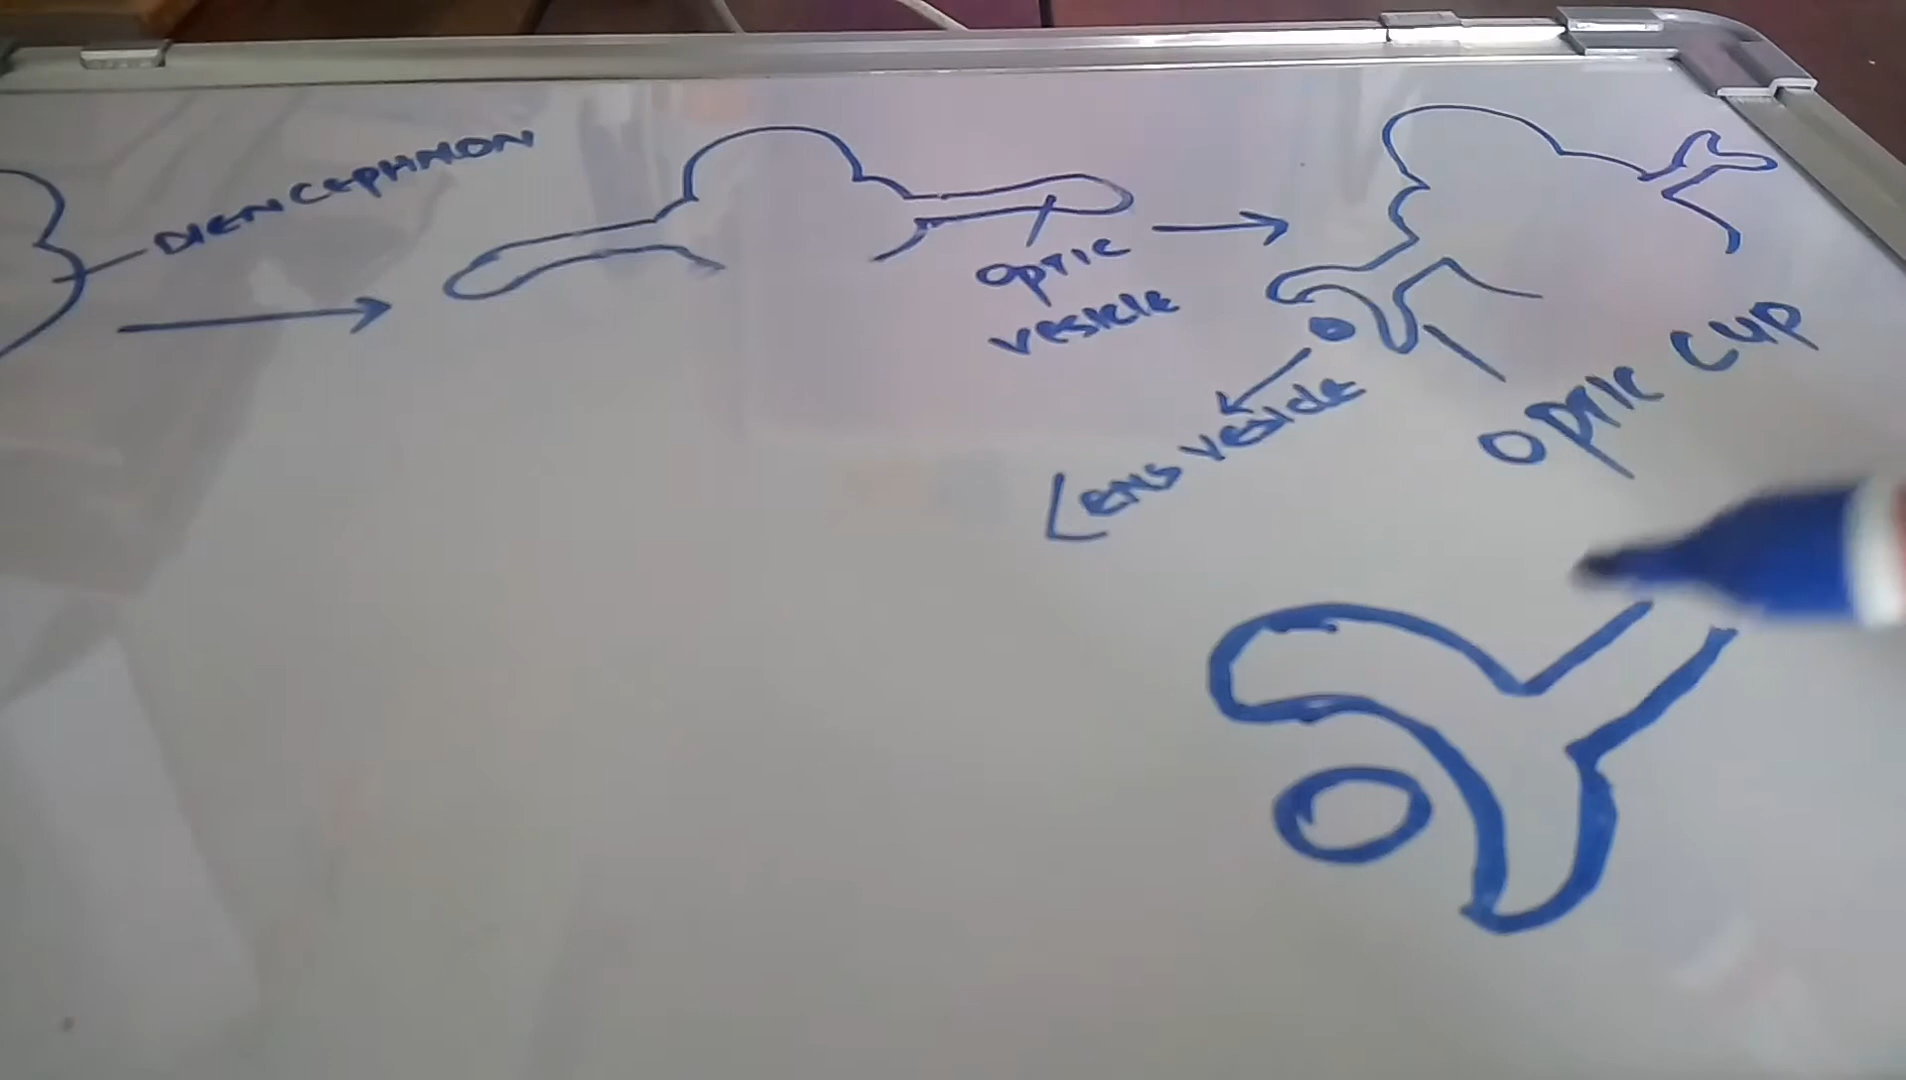 DIENCEPHALON
OPTIC
VESICLE
OPTIC CUP
LENS VESICLE